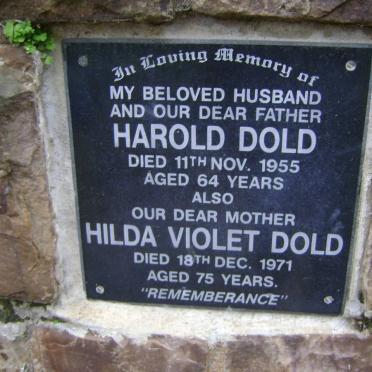 In Loving Memory of
MY BELOVED HUSBAND
AND OUR DEAR FATHER
HAROLD DOLD
DIED 11TH NOV. 1955
AGED 64 YEARS
ALSO
OUR DEAR MOTHER
HILDA VIOLET DOLD
DIED 18TH DEC. 1971
AGED 75 YEARS.
"REMEMBERANCE"